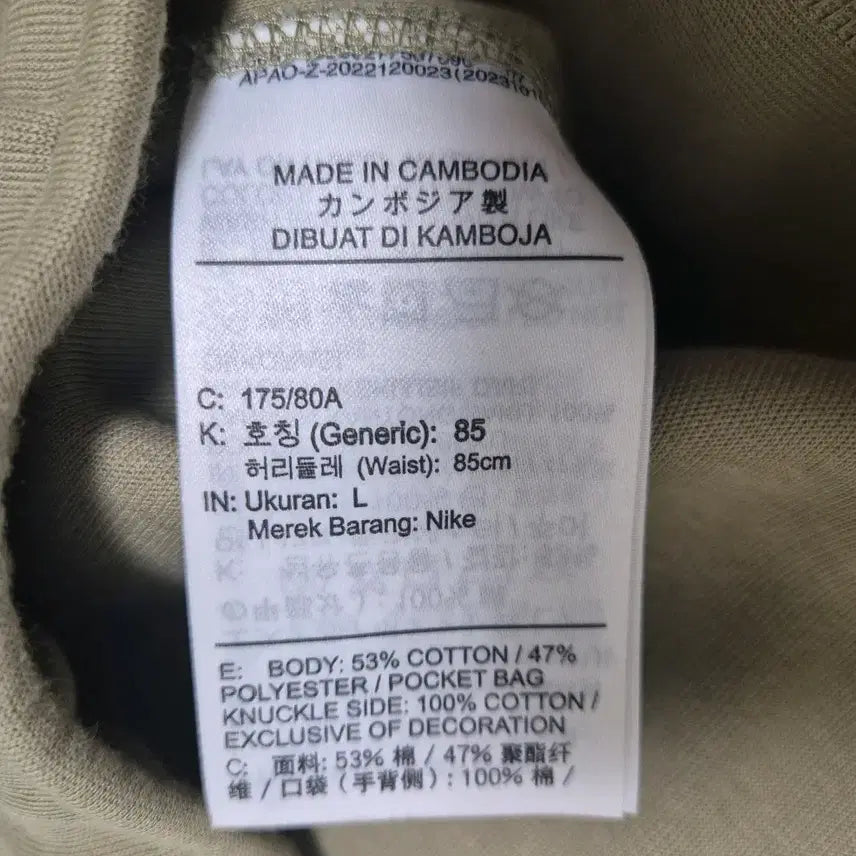 APAO-Z-2022120023(2023)01
MADE IN CAMBODIA
カンボジア製
DIBUAT DI KAMBOJA
C: 175/80A
K: 호칭 (Generic): 85
허리둘레 (Waist): 85cm
IN: Ukuran: L
Merek Barang: Nike
E: BODY: 53% COTTON / 47%
POLYESTER / POCKET BAG
KNUCKLE SIDE: 100% COTTON /
EXCLUSIVE OF DECORATION
C: 面料: 53% 棉 / 47% 聚酯纤
维 / 口袋 (手背侧) : 100% 棉 /